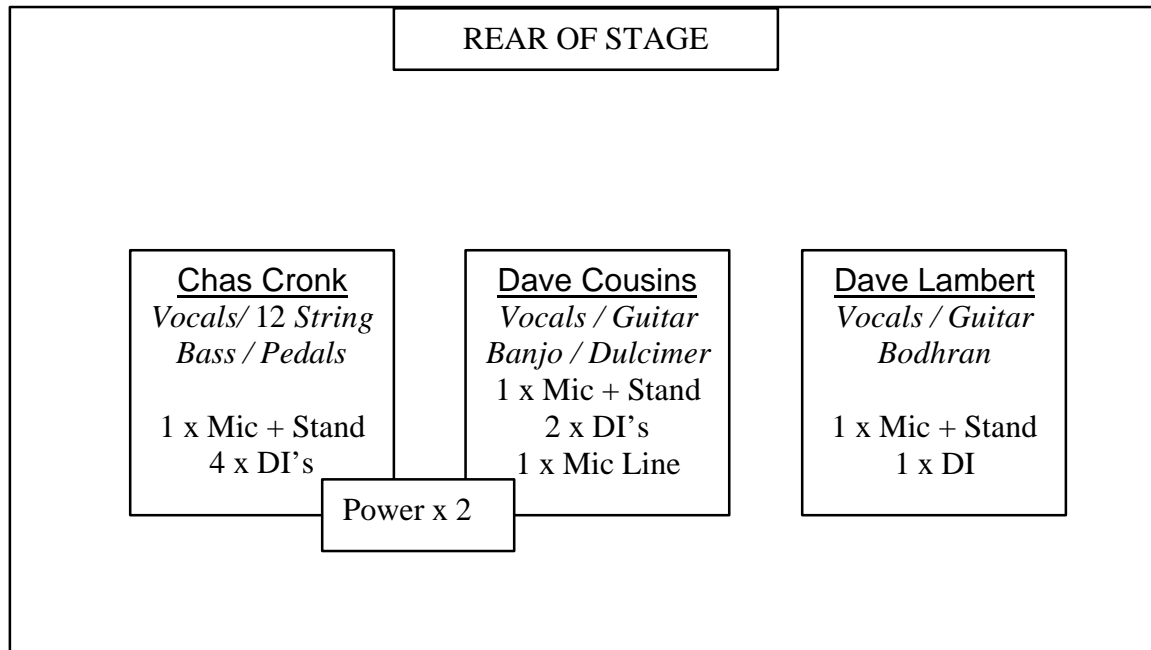 REAR OF STAGE
Chas Cronk
Vocals/ 12 String
Bass / Pedals
1 x Mic + Stand
4 x DI’s
Dave Cousins
Vocals / Guitar
Banjo / Dulcimer
1 x Mic + Stand
2 x DI’s
1 x Mic Line
Dave Lambert
Vocals / Guitar
Bodhran
1 x Mic + Stand
1 x DI
Power x 2